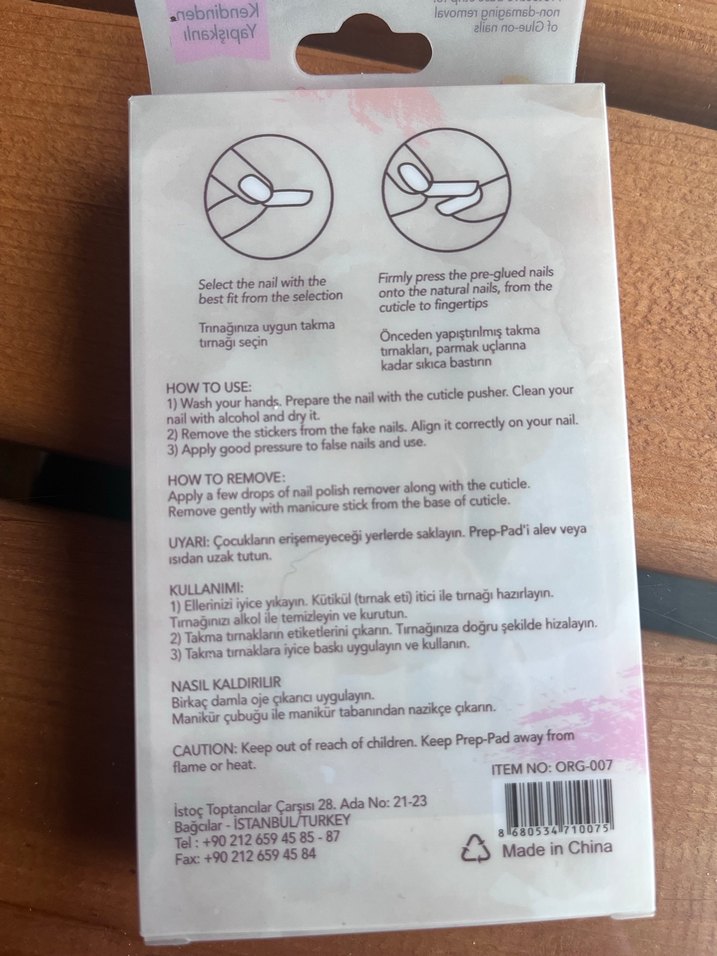 Kendinden
Yapışkanlı
non-damaging removal
of Glue-on nails
Select the nail with the
best fit from the selection
Trınağınıza uygun takma
tırnağı seçin
Firmly press the pre-glued nails
onto the natural nails, from the
cuticle to fingertips
Önceden yapıştırılmış takma
tırnakları, parmak uçlarına
kadar sıkıca bastırın
HOW TO USE:
1) Wash your hands. Prepare the nail with the cuticle pusher. Clean your
nail with alcohol and dry it.
2) Remove the stickers from the fake nails. Align it correctly on your nail.
3) Apply good pressure to false nails and use.
HOW TO REMOVE:
Apply a few drops of nail polish remover along with the cuticle.
Remove gently with manicure stick from the base of cuticle.
UYARI: Çocukların erişemeyeceği yerlerde saklayın. Prep-Pad'i alev veya
ısıdan uzak tutun.
KULLANIMI:
1) Ellerinizi iyice yıkayın. Kütikül (tırnak eti) itici ile tırnağı hazırlayın.
Tırnağınızı alkol ile temizleyin ve kurutun.
2) Takma tırnakların etiketlerini çıkarın. Tırnağınıza doğru şekilde hizalayın.
3) Takma tırnaklara iyice baskı uygulayın ve kullanın.
NASIL KALDIRILIR
Birkaç damla oje çıkarıcı uygulayın.
Manikür çubuğu ile manikür tabanından nazikçe çıkarın.
CAUTION: Keep out of reach of children. Keep Prep-Pad away from
flame or heat.
ITEM NO: ORG-007
İstoç Toptancılar Çarşısı 28. Ada No: 21-23
Bağcılar - İSTANBUL/TURKEY
Tel : +90 212 659 45 85 - 87
Fax: +90 212 659 45 84
8 680534 710075
Made in China